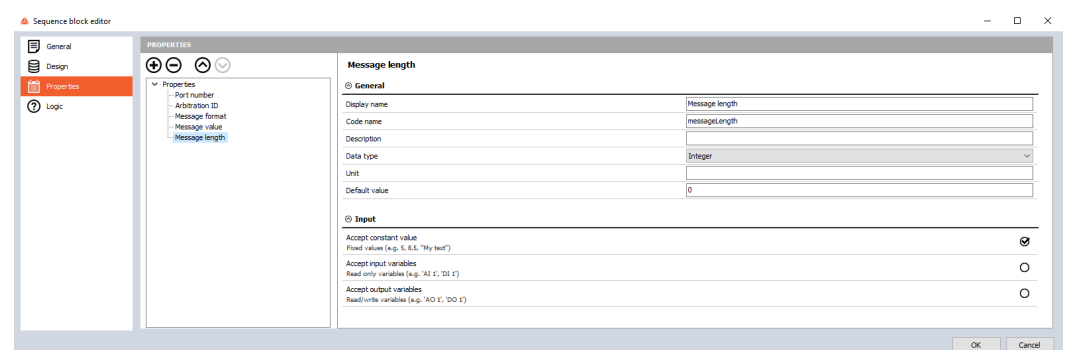 Sequence block editor
General
Design
Properties
Logic
PROPERTIES
Properties
Port number
Arbitration ID
Message format
Message value
Message length
Message length
General
Display name
Message length
Code name
messageLength
Description
Data type
Integer
Unit
Default value
0
Input
Accept constant value
Fixed values (e.g. 5, 8.5, "My text")
Accept input variables
Read only variables (e.g. 'AI 1', 'DI 1')
Accept output variables
Read/write variables (e.g. 'AO 1', 'DO 1')
OK
Cancel